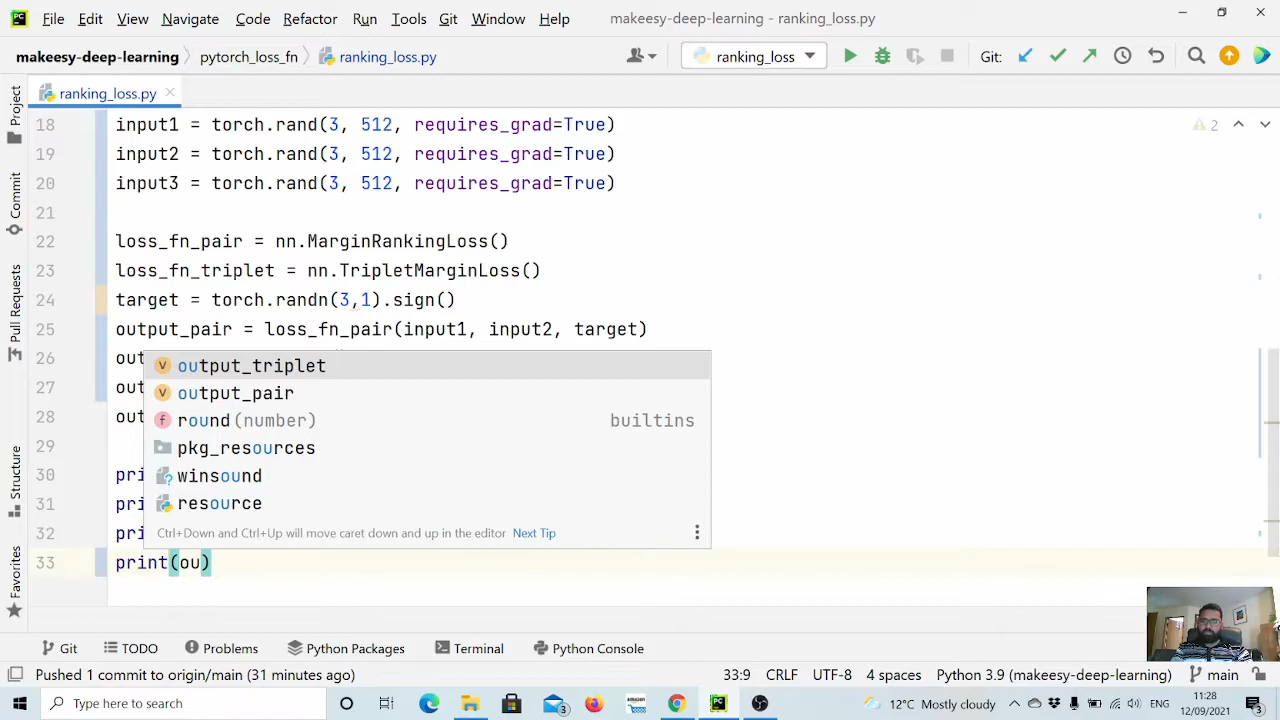 File Edit View Navigate Code Refactor Run Tools Git Window Help makeesy-deep-learning - ranking_loss.py
makeesy-deep-learning pytorch_loss_fn ranking_loss.py ranking_loss Git:
ranking_loss.py
Project
Commit
Pull Requests
Structure
Favorites
18 input1 = torch.rand(3, 512, requires_grad=True) 2
19 input2 = torch.rand(3, 512, requires_grad=True)
20 input3 = torch.rand(3, 512, requires_grad=True)
21
22 loss_fn_pair = nn.MarginRankingLoss()
23 loss_fn_triplet = nn.TripletMarginLoss()
24 target = torch.randn(3,1).sign()
25 output_pair = loss_fn_pair(input1, input2, target)
26 out
27 out
28 out
29
30 pri
31 pri
32 pri
33 print(ou)
V output_triplet
V output_pair
f round(number) builtins
pkg_resources
winsound
resource
Ctrl+Down and Ctrl+Up will move caret down and up in the editor Next Tip
Git TODO Problems Python Packages Terminal Python Console
Pushed 1 commit to origin/main (31 minutes ago) 33:9 CRLF UTF-8 4 spaces Python 3.9 (makeesy-deep-learning) main
Type here to search 12°C Mostly cloudy ENG 11:28
12/09/2021